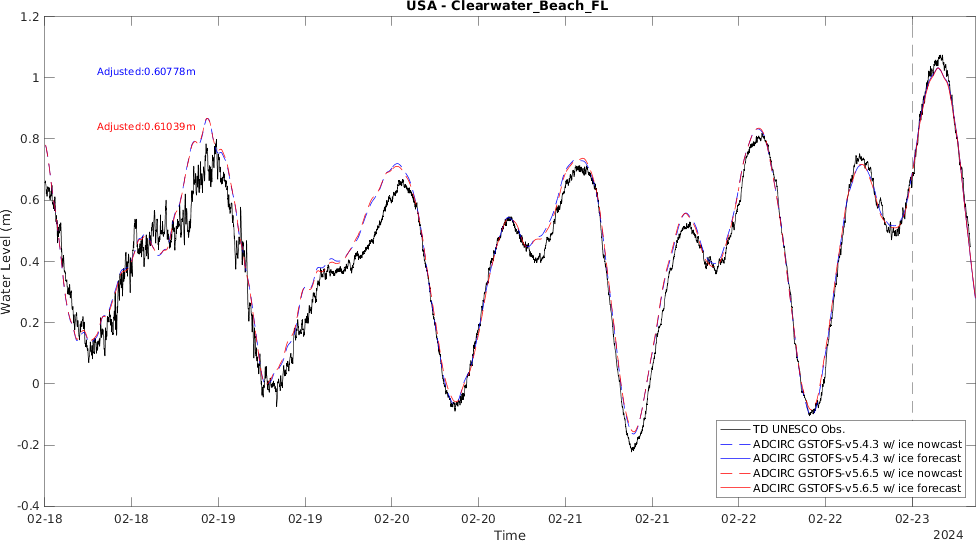 USA - Clearwater_Beach_FL
1.2
1
0.8
0.6
0.4
0.2
0
-0.2
-0.4
Water Level (m)
Adjusted:0.60778m
Adjusted:0.61039m
TD UNESCO Obs.
ADCIRC GSTOFS-v5.4.3 w/ ice nowcast
ADCIRC GSTOFS-v5.4.3 w/ ice forecast
ADCIRC GSTOFS-v5.6.5 w/ ice nowcast
ADCIRC GSTOFS-v5.6.5 w/ ice forecast
02-18 02-18 02-19 02-19 02-20 02-20 02-21 02-21 02-22 02-22 02-23
Time
2024